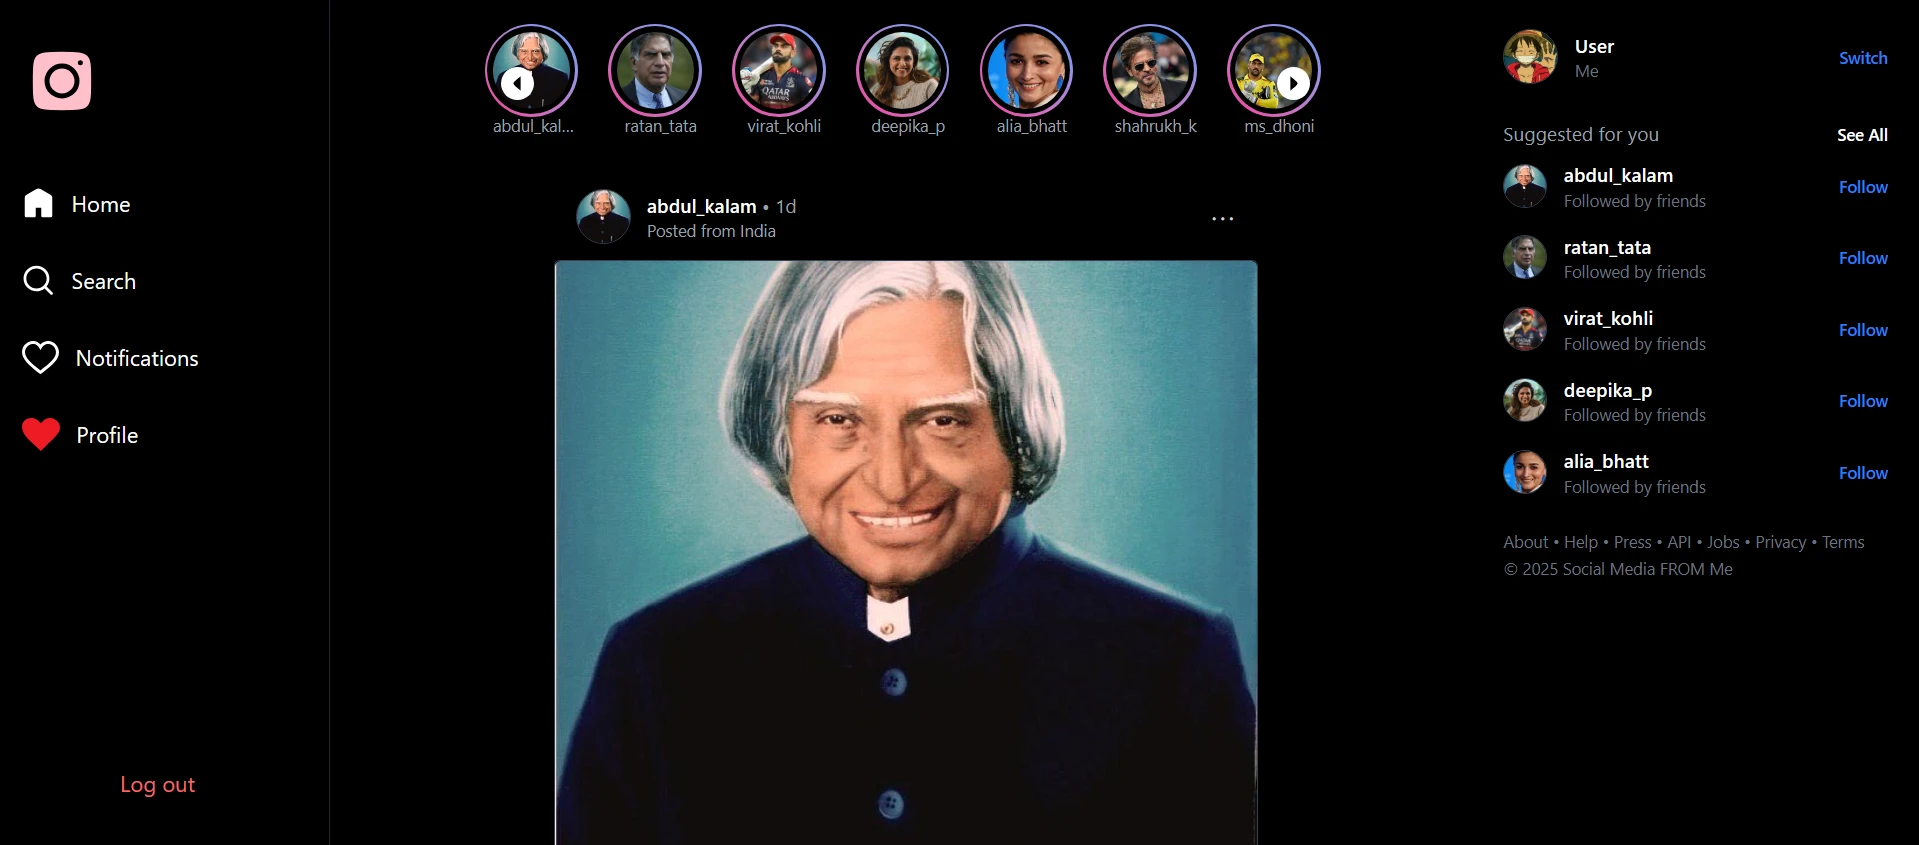 Home
Search
Notifications
Profile
Log out
abdul_kal...
ratan_tata
QATAR
AIRWAYS
virat_kohli
deepika_p
alia_bhatt
shahrukh_k
ms_dhoni
abdul_kalam • 1d
Posted from India
...
User
Me
Switch
Suggested for you
See All
abdul_kalam
Followed by friends
Follow
ratan_tata
Followed by friends
Follow
virat_kohli
Followed by friends
Follow
deepika_p
Followed by friends
Follow
alia_bhatt
Followed by friends
Follow
About • Help • Press • API • Jobs • Privacy • Terms
© 2025 Social Media FROM Me